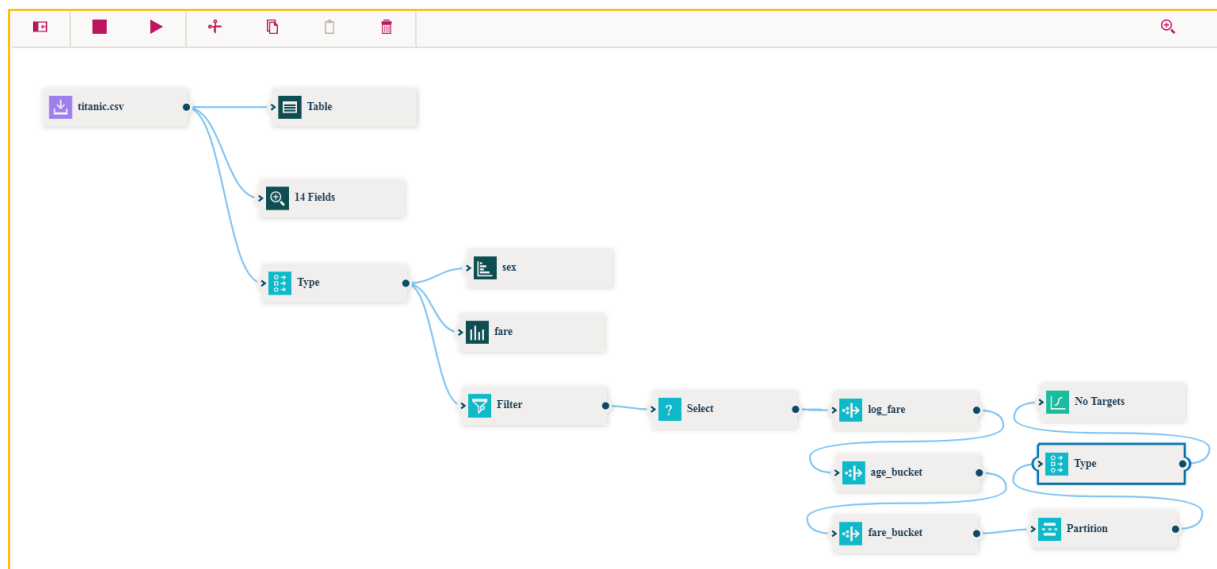 titanic.csv
Table
14 Fields
Type
sex
fare
Filter
Select
log_fare
age_bucket
fare_bucket
Partition
Type
No Targets